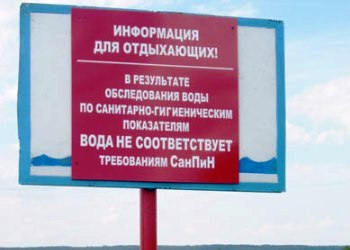 ИНФОРМАЦИЯ
ДЛЯ ОТДЫХАЮЩИХ!
В РЕЗУЛЬТАТЕ
ОБСЛЕДОВАНИЯ ВОДЫ
ПО САНИТАРНО-ГИГИЕНИЧЕСКИМ
ПОКАЗАТЕЛЯМ
ВОДА НЕ СООТВЕТСТВУЕТ
ТРЕБОВАНИЯМ СанПиН